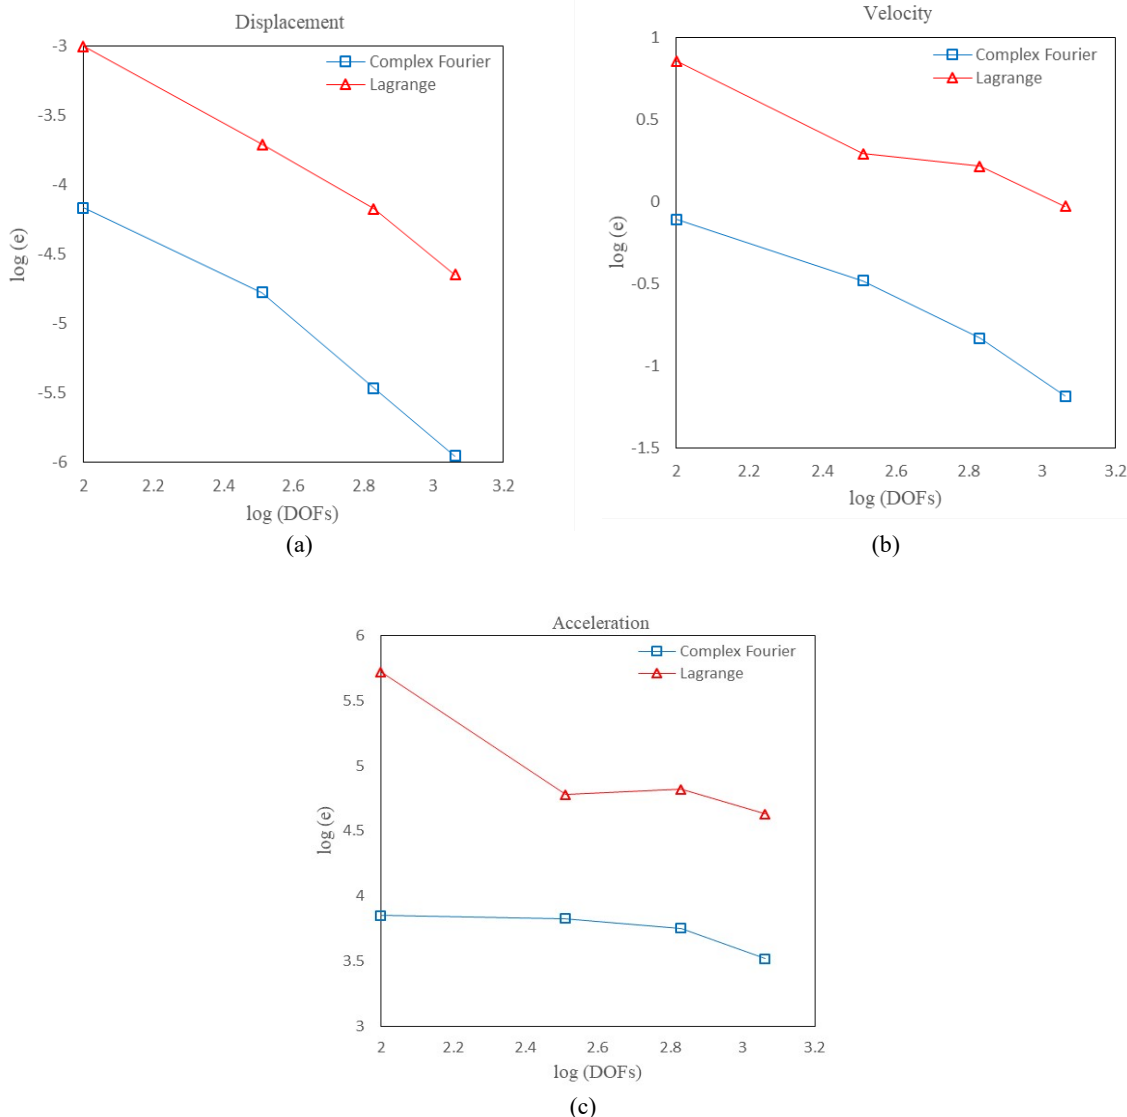 Displacement
Complex Fourier
Lagrange
-3
-3.5
-4
-4.5
-5
-5.5
-6
log (e)
2 2.2 2.4 2.6 2.8 3 3.2
log (DOFs)
(a)
Velocity
Complex Fourier
Lagrange
1
0.5
0
-0.5
-1
-1.5
log (e)
2 2.2 2.4 2.6 2.8 3 3.2
log (DOFs)
(b)
Acceleration
Complex Fourier
Lagrange
6
5.5
5
4.5
4
3.5
3
log (e)
2 2.2 2.4 2.6 2.8 3 3.2
log (DOFs)
(c)